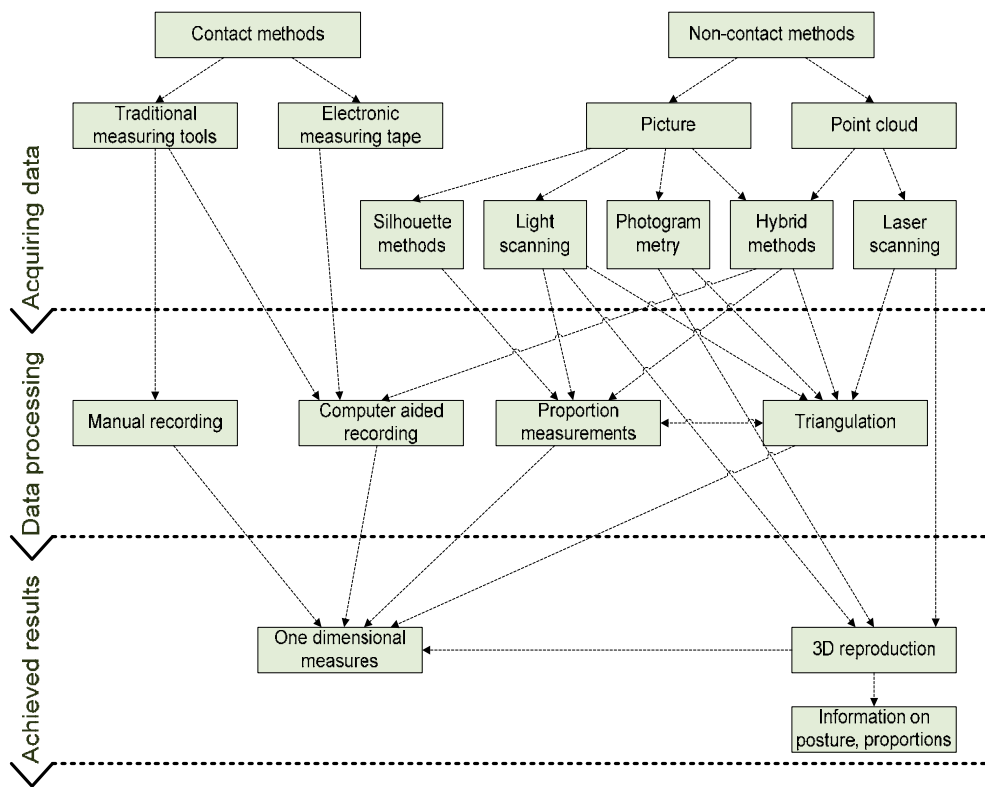 Contact methods
Non-contact methods
Traditional
measuring tools
Electronic
measuring tape
Picture
Point cloud
Acquiring data
Silhouette
methods
Light
scanning
Photogram
metry
Hybrid
methods
Laser
scanning
Data processing
Manual recording
Computer aided
recording
Proportion
measurements
Triangulation
Achieved results
One dimensional
measures
3D reproduction
Information on
posture, proportions